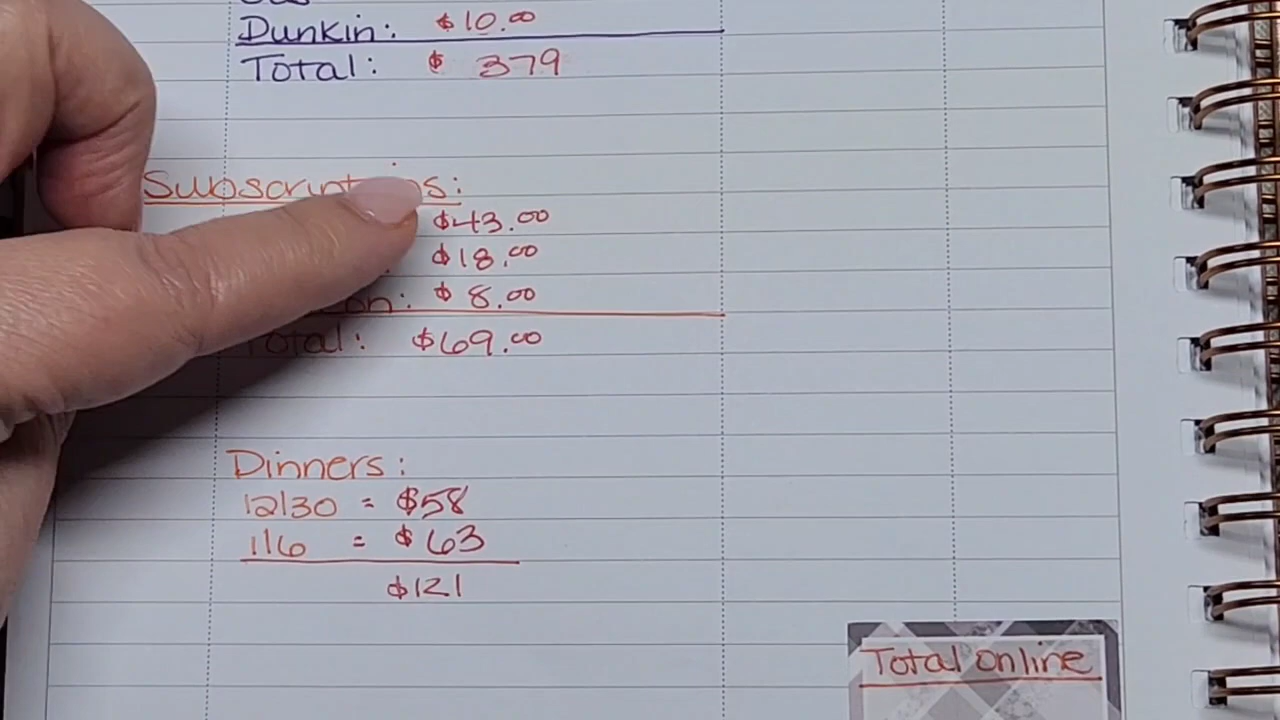 Dunkin: $10.00
Total: $ 379
Subscriptions:
$43.00
$18.00
$8.00
Total: $69.00
Dinners:
12/30 = $58
1/6 = $63
$121
Total Online